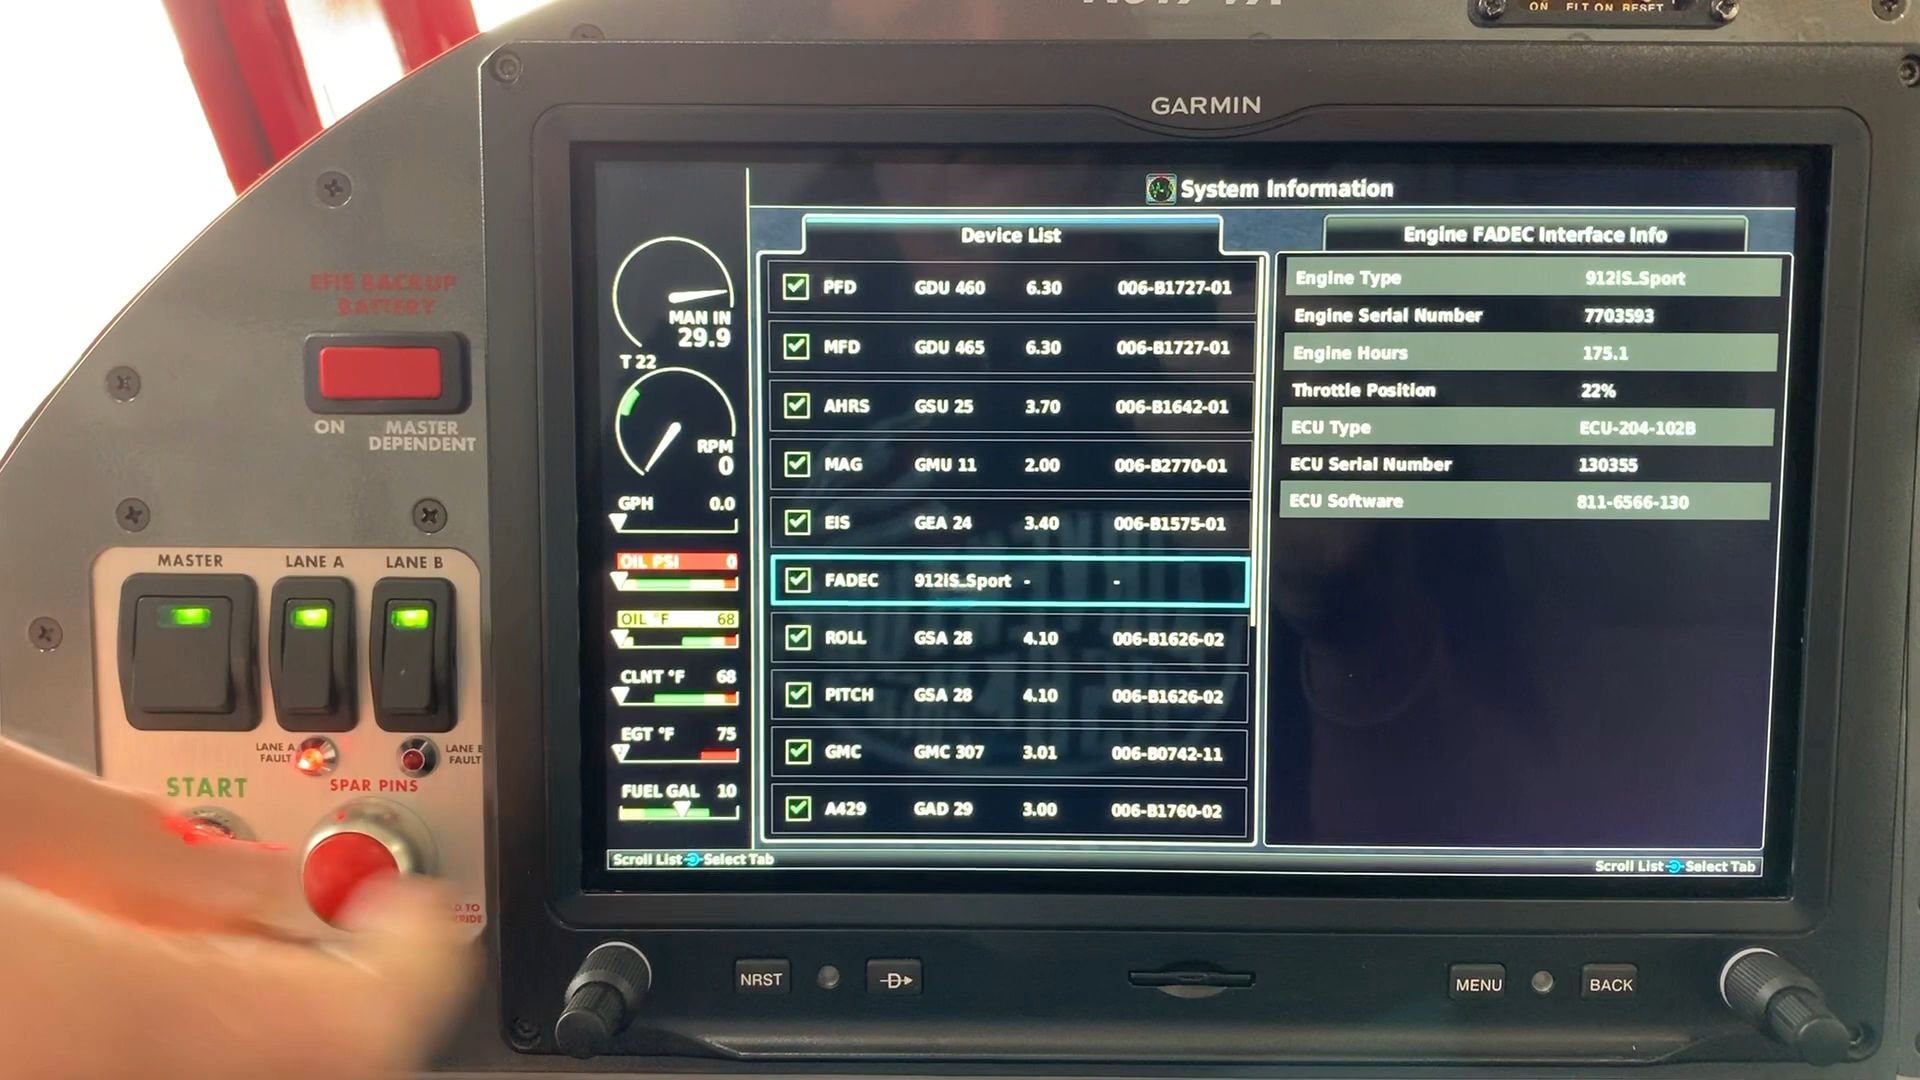 ON FLT ON RESET
GARMIN
System Information
Device List
Engine FADEC Interface Info
EFIS BACKUP
BATTERY
ON
MASTER
DEPENDENT
MASTER
LANE A
LANE B
LANE A
FAULT
LANE B
FAULT
START
SPAR PINS
MAN IN
29.9
T 22
RPM
0
GPH 0.0
OIL PSI 0
OIL °F 68
CLNT °F 68
EGT °F 75
2
FUEL GAL 10
PFD GDU 460 6.30 006-B1727-01
MFD GDU 465 6.30 006-B1727-01
AHRS GSU 25 3.70 006-B1642-01
MAG GMU 11 2.00 006-B2770-01
EIS GEA 24 3.40 006-B1575-01
FADEC 912iS_Sport - -
ROLL GSA 28 4.10 006-B1626-02
PITCH GSA 28 4.10 006-B1626-02
GMC GMC 307 3.01 006-B0742-11
A429 GAD 29 3.00 006-B1760-02
Engine Type 912iS_Sport
Engine Serial Number 7703593
Engine Hours 175.1
Throttle Position 22%
ECU Type ECU-204-102B
ECU Serial Number 130355
ECU Software 811-6566-130
Scroll List Select Tab
Scroll List Select Tab
NRST
D
MENU
BACK